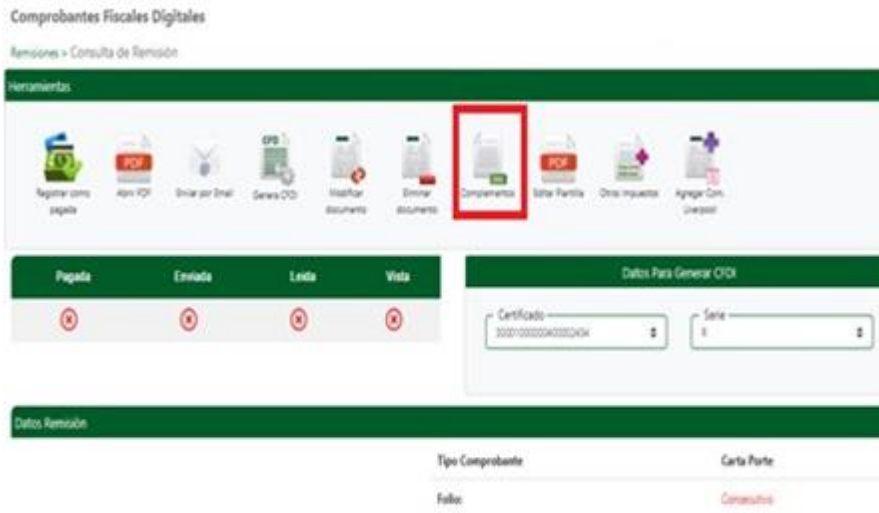 Comprobantes Fiscales Digitales
Remisiones » Consulta de Remisión
Herramientas
Registrar como pagada
Abrir PDF
Enviar por Email
Genera CFDI
Modificar documento
Eliminar documento
Complementos
Editar Plantilla
Otros Impuestos
Agregar Com. Liverpool
Pagada Enviada Leida Vista
Datos Para Generar CFDI
Certificado
Serie
R
Datos Remisión
Tipo Comprobante Carta Porte
Folio: Consecutivo